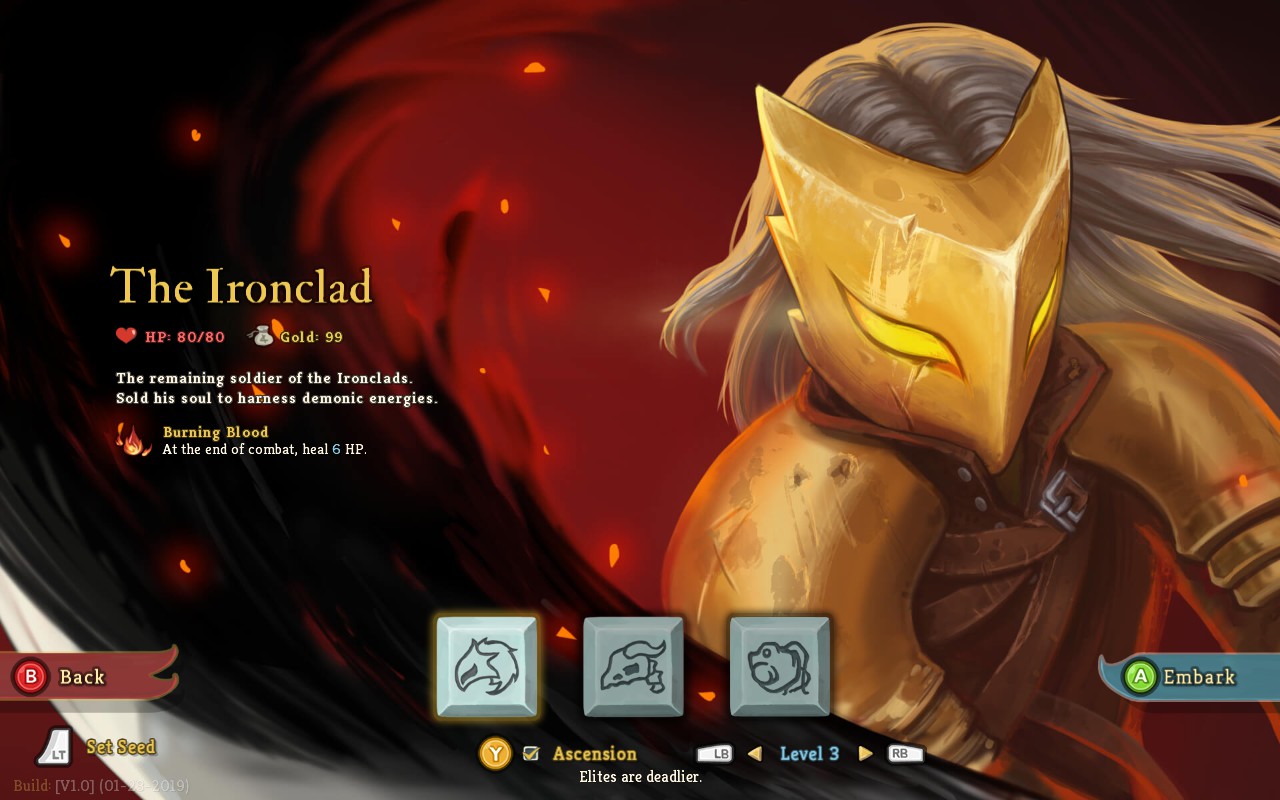 The Ironclad
HP: 80/80 Gold: 99
The remaining soldier of the Ironclads.
Sold his soul to harness demonic energies.
Burning Blood
At the end of combat, heal 6 HP.
B Back
A Embark
LT Set Seed
Y Ascension LB Level 3 RB
Elites are deadlier.
Build: [V1.0] (01-23-2019)